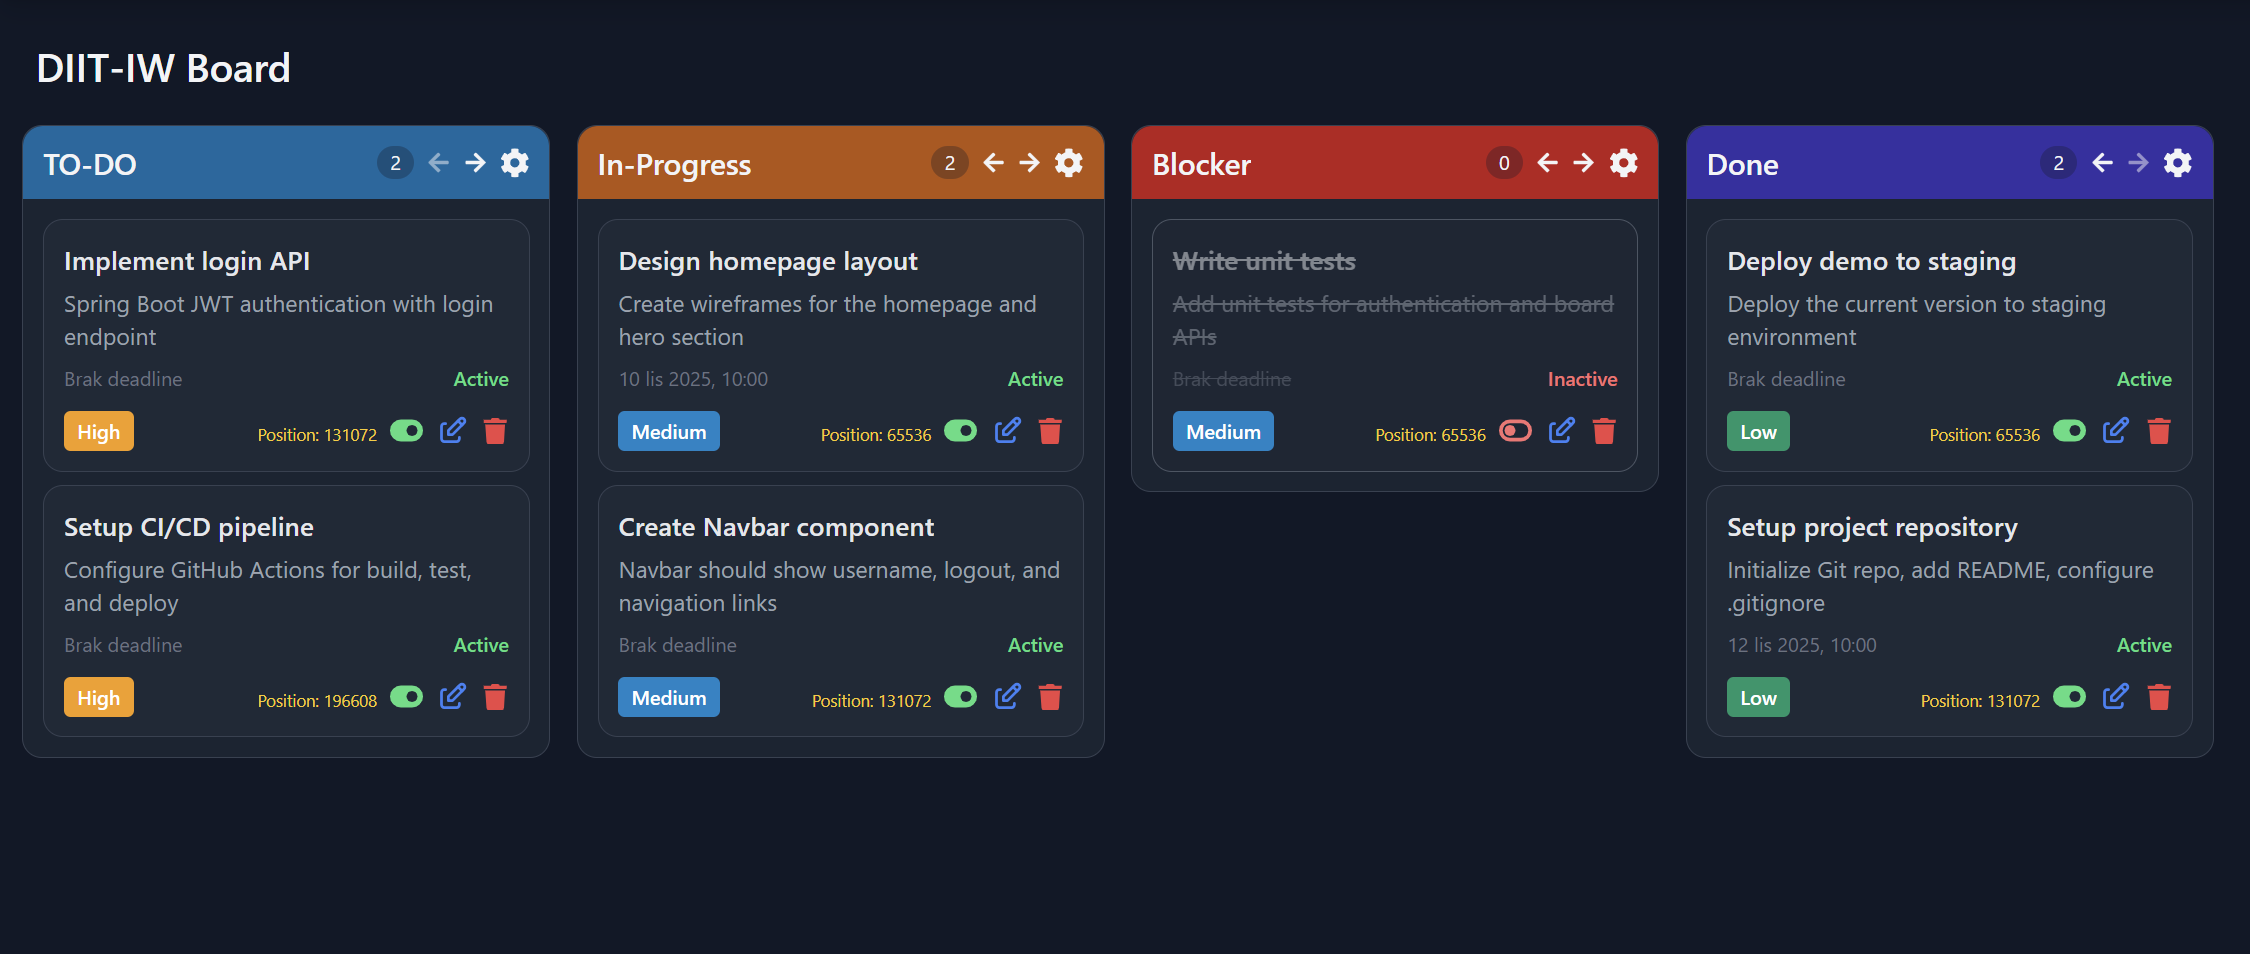 DIIT-IW Board
TO-DO 2
Implement login API
Spring Boot JWT authentication with login
endpoint
Brak deadline Active
High Position: 131072
Setup CI/CD pipeline
Configure GitHub Actions for build, test,
and deploy
Brak deadline Active
High Position: 196608
In-Progress 2
Design homepage layout
Create wireframes for the homepage and
hero section
10 lis 2025, 10:00 Active
Medium Position: 65536
Create Navbar component
Navbar should show username, logout, and
navigation links
Brak deadline Active
Medium Position: 131072
Blocker 0
Write unit tests
Add unit tests for authentication and board
APIs
Brak deadline Inactive
Medium Position: 65536
Done 2
Deploy demo to staging
Deploy the current version to staging
environment
Brak deadline Active
Low Position: 65536
Setup project repository
Initialize Git repo, add README, configure
.gitignore
12 lis 2025, 10:00 Active
Low Position: 131072